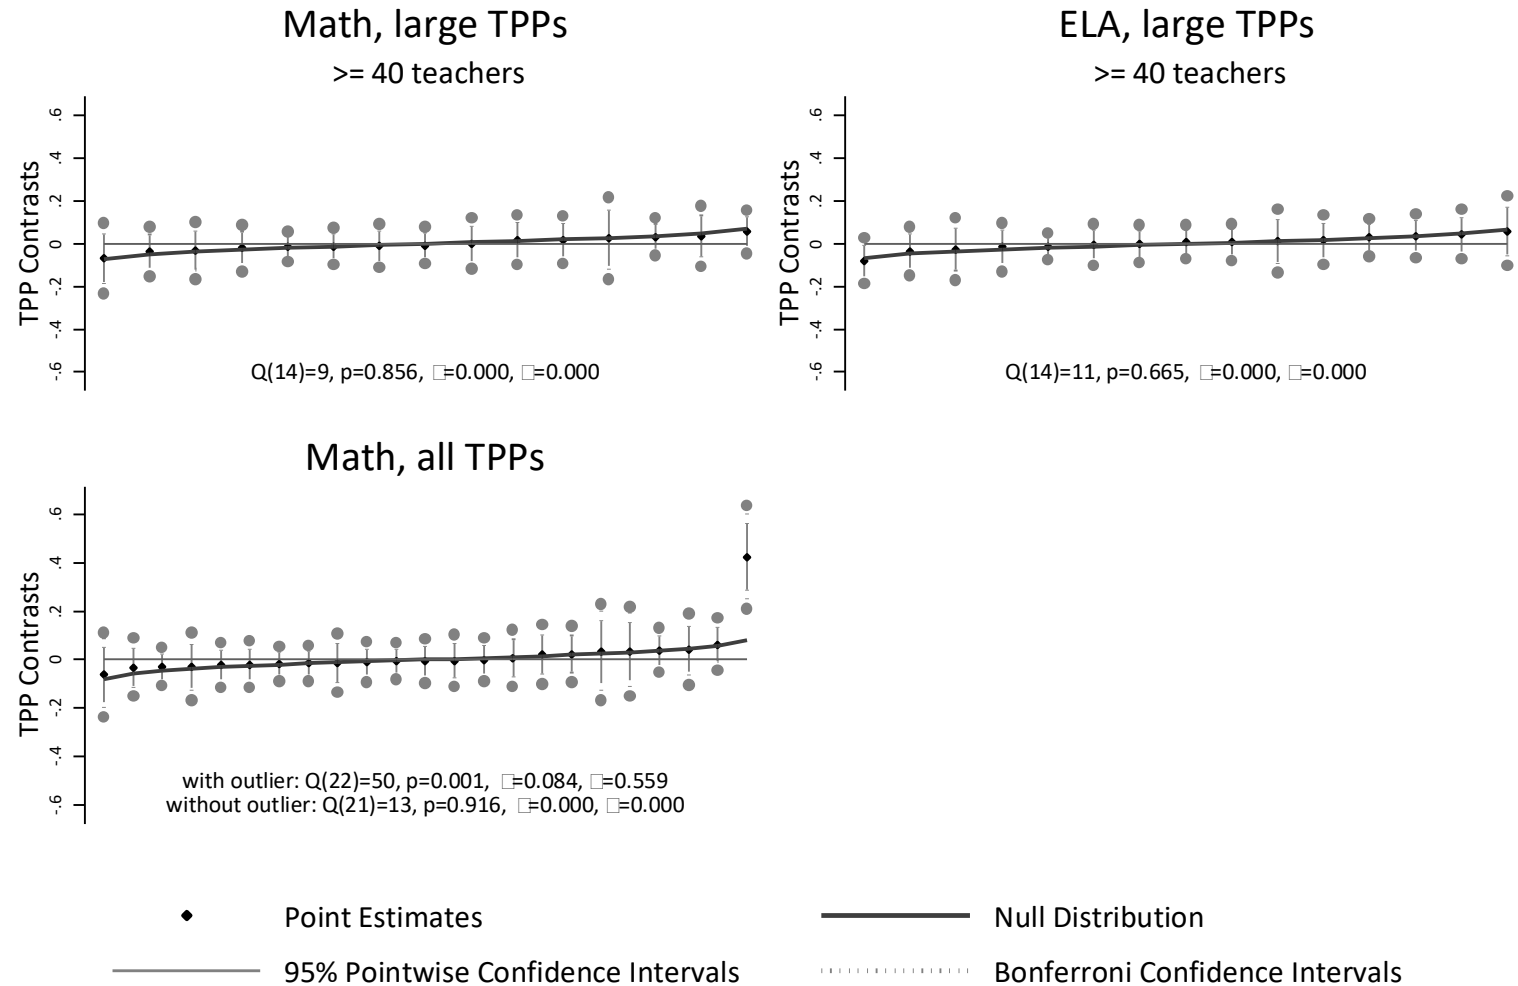 Math, large TPPs
>= 40 teachers
TPP Contrasts
.6
.4
.2
0
-.2
-.4
-.6
Q(14)=9, p=0.856, □=0.000, □=0.000
ELA, large TPPs
>= 40 teachers
TPP Contrasts
.6
.4
.2
0
-.2
-.4
-.6
Q(14)=11, p=0.665, □=0.000, □=0.000
Math, all TPPs
TPP Contrasts
.6
.4
.2
0
-.2
-.4
-.6
with outlier: Q(22)=50, p=0.001, □=0.084, □=0.559
without outlier: Q(21)=13, p=0.916, □=0.000, □=0.000
Point Estimates
Null Distribution
95% Pointwise Confidence Intervals
Bonferroni Confidence Intervals